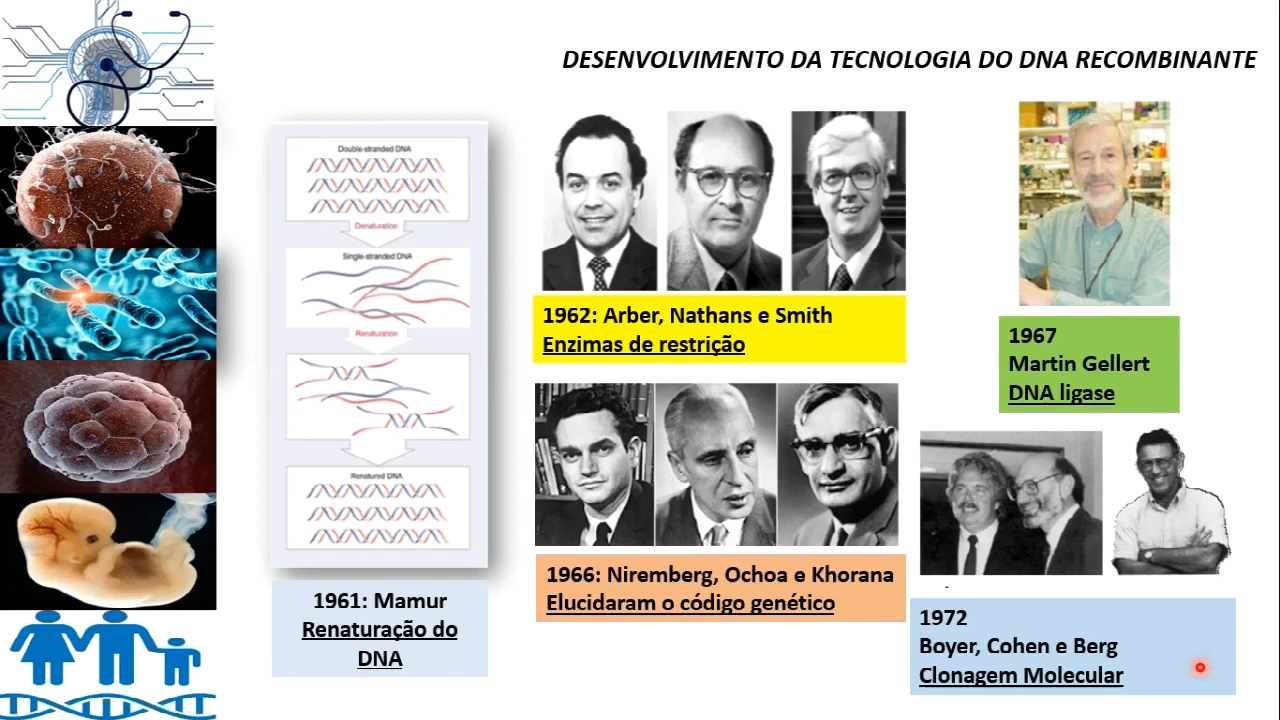 DESENVOLVIMENTO DA TECNOLOGIA DO DNA RECOMBINANTE
Double-stranded DNA
Denaturation
Single-stranded DNA
Renaturation
Renatured DNA
1961: Mamur
Renaturação do
DNA
1962: Arber, Nathans e Smith
Enzimas de restrição
1966: Niremberg, Ochoa e Khorana
Elucidaram o código genético
1967
Martin Gellert
DNA ligase
1972
Boyer, Cohen e Berg
Clonagem Molecular